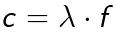 c = λ · f